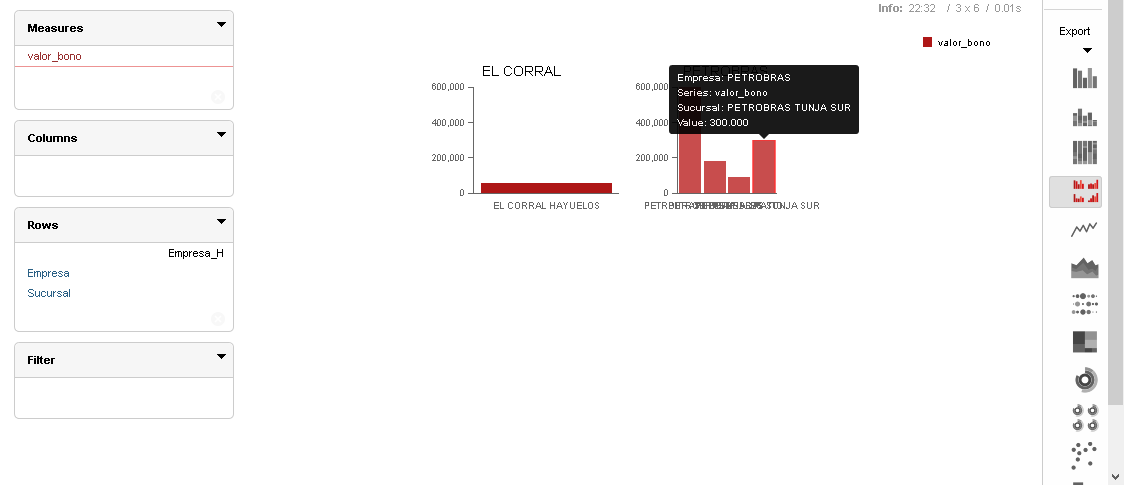 Measures
valor_bono
Columns
Rows
Empresa_H
Empresa
Sucursal
Filter
Info: 22:32 / 3 x 6 / 0.01s
valor_bono
EL CORRAL
600,000
400,000
200,000
0
EL CORRAL HAYUELOS
PETROBRAS
600,000
400,000
200,000
0
TUNJA SUR
Empresa: PETROBRAS
Series: valor_bono
Sucursal: PETROBRAS TUNJA SUR
Value: 300.000
Export